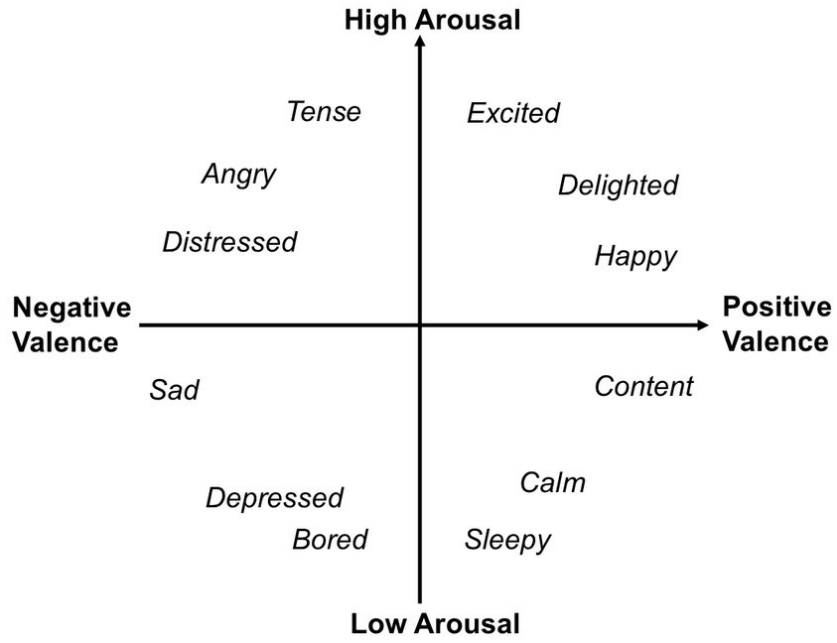 High Arousal
Tense
Excited
Angry
Delighted
Distressed
Happy
Negative
Valence
Positive
Valence
Sad
Content
Calm
Depressed
Bored
Sleepy
Low Arousal